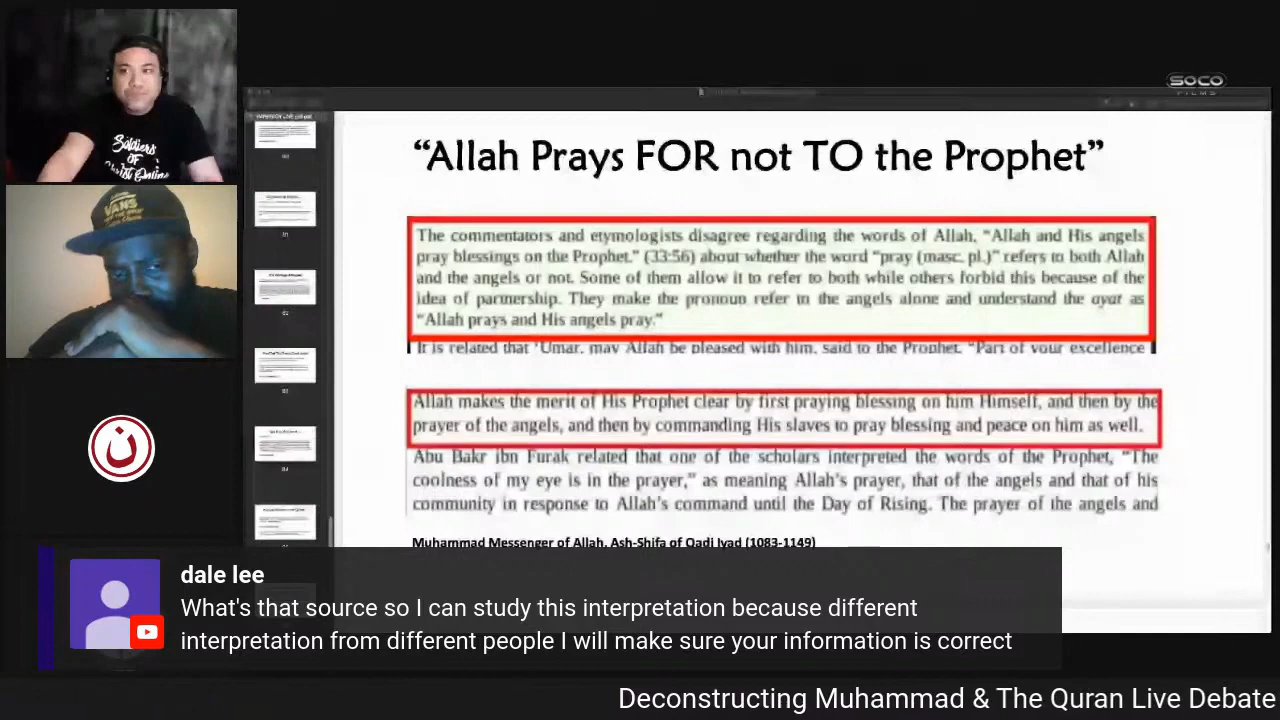 Soldiers
OF
Christ Online
VANS
ن
SOCO
FILMS
“Allah Prays FOR not TO the Prophet”
The commentators and etymologists disagree regarding the words of Allah, “Allah and His angels
pray blessings on the Prophet.” (33:56) about whether the word “pray (masc. pl.)” refers to both Allah
and the angels or not. Some of them allow it to refer to both while others forbid this because of the
idea of partnership. They make the pronoun refer to the angels alone and understand the ayat as
“Allah prays and His angels pray.”
It is related that ‘Umar, may Allah be pleased with him, said to the Prophet, “Part of your excellence
Allah makes the merit of His Prophet clear by first praying blessing on him Himself, and then by the
prayer of the angels, and then by commanding His slaves to pray blessing and peace on him as well.
Abu Bakr ibn Furak related that one of the scholars interpreted the words of the Prophet, “The
coolness of my eye is in the prayer,” as meaning Allah’s prayer, that of the angels and that of his
community in response to Allah’s command until the Day of Rising. The prayer of the angels and
Muhammad Messenger of Allah, Ash-Shifa of Qadi Iyad (1083-1149)
dale lee
What's that source so I can study this interpretation because different
interpretation from different people I will make sure your information is correct
Deconstructing Muhammad & The Quran Live Debate